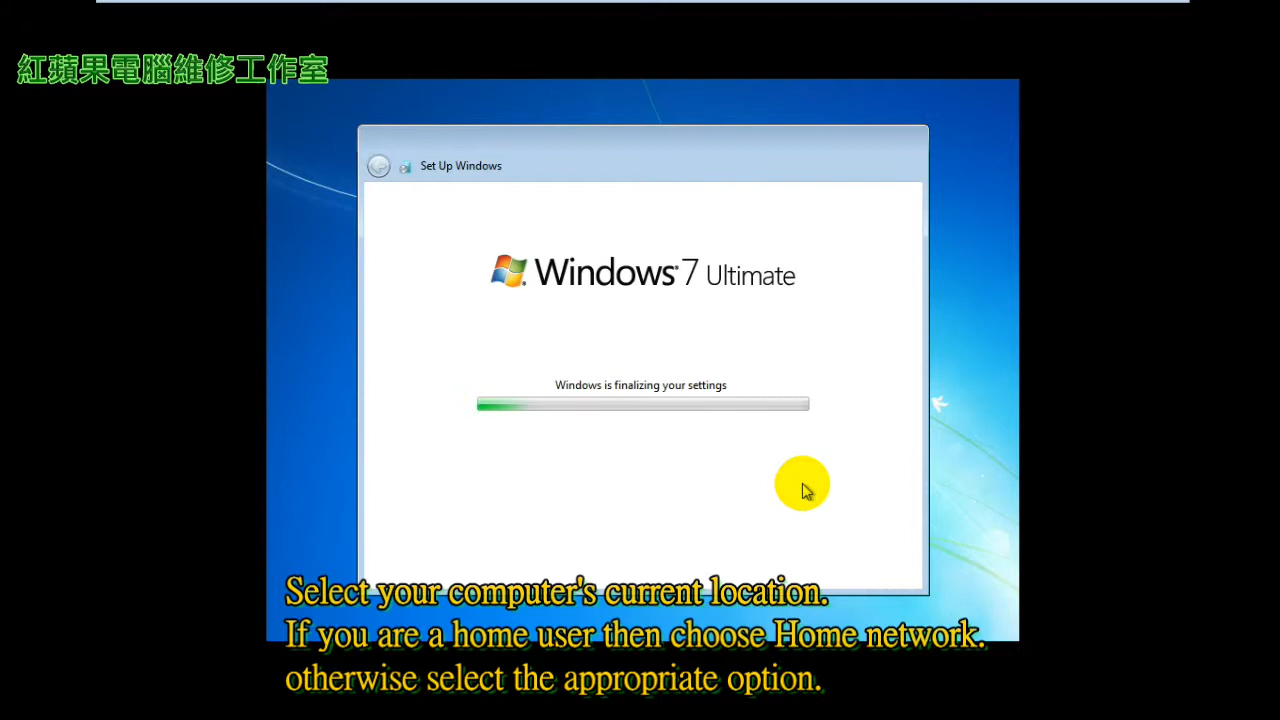 紅蘋果電腦維修工作室
Set Up Windows
Windows® 7 Ultimate
Windows is finalizing your settings
Select your computer's current location.
If you are a home user then choose Home network.
otherwise select the appropriate option.